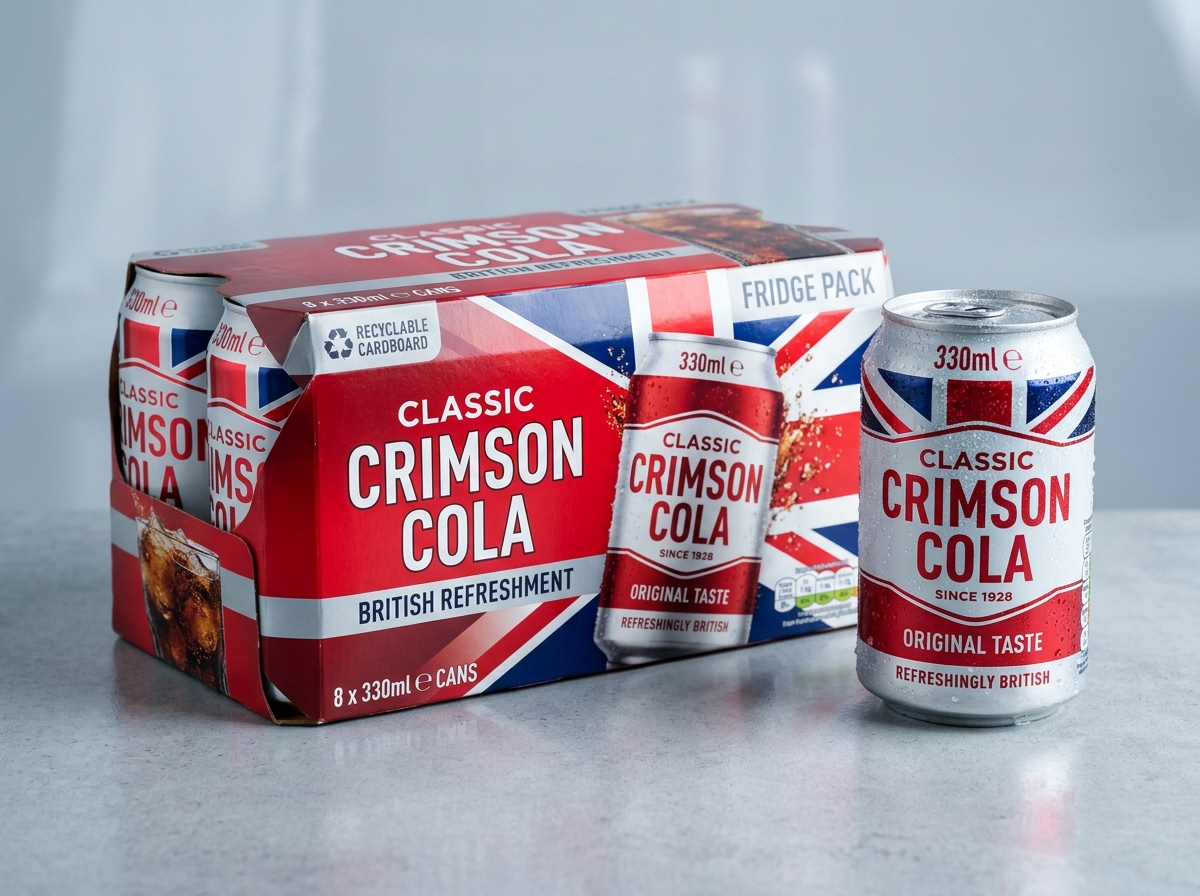 CLASSIC
CRIMSON
COLA
BRITISH REFRESHMENT
8 x 330ml ℮ CANS
FRIDGE PACK
330ml ℮
330ml ℮
CLASSIC
CRIMSON
COLA
RECYCLABLE
CARDBOARD
CLASSIC
CRIMSON
COLA
BRITISH REFRESHMENT
8 x 330ml ℮ CANS
330ml ℮
CLASSIC
CRIMSON
COLA
SINCE 1928
ORIGINAL TASTE
REFRESHINGLY BRITISH
330ml ℮
CLASSIC
CRIMSON
COLA
SINCE 1928
ORIGINAL TASTE
REFRESHINGLY BRITISH